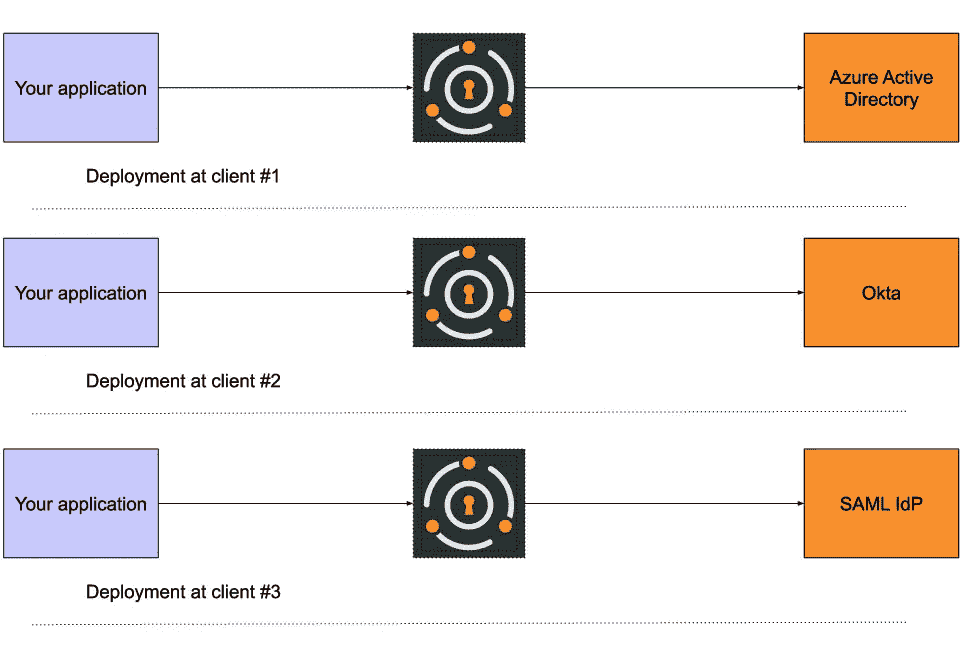 Your application
Azure Active
Directory
Deployment at client #1
Your application
Okta
Deployment at client #2
Your application
SAML IdP
Deployment at client #3